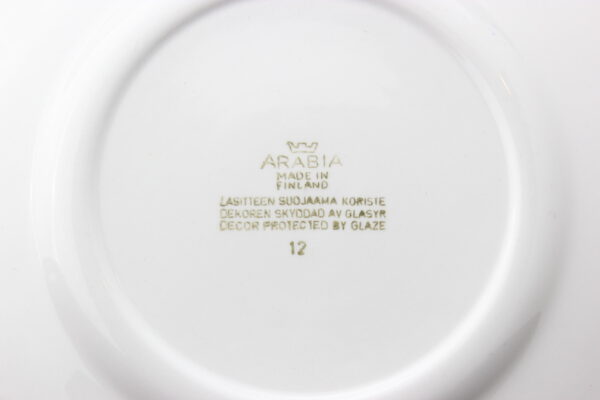 ARABIA
MADE IN
FINLAND
LASITTEEN SUOJAAMA KORISTE
DEKOREN SKYDDAD AV GLASYR
DECOR PROTECTED BY GLAZE
12